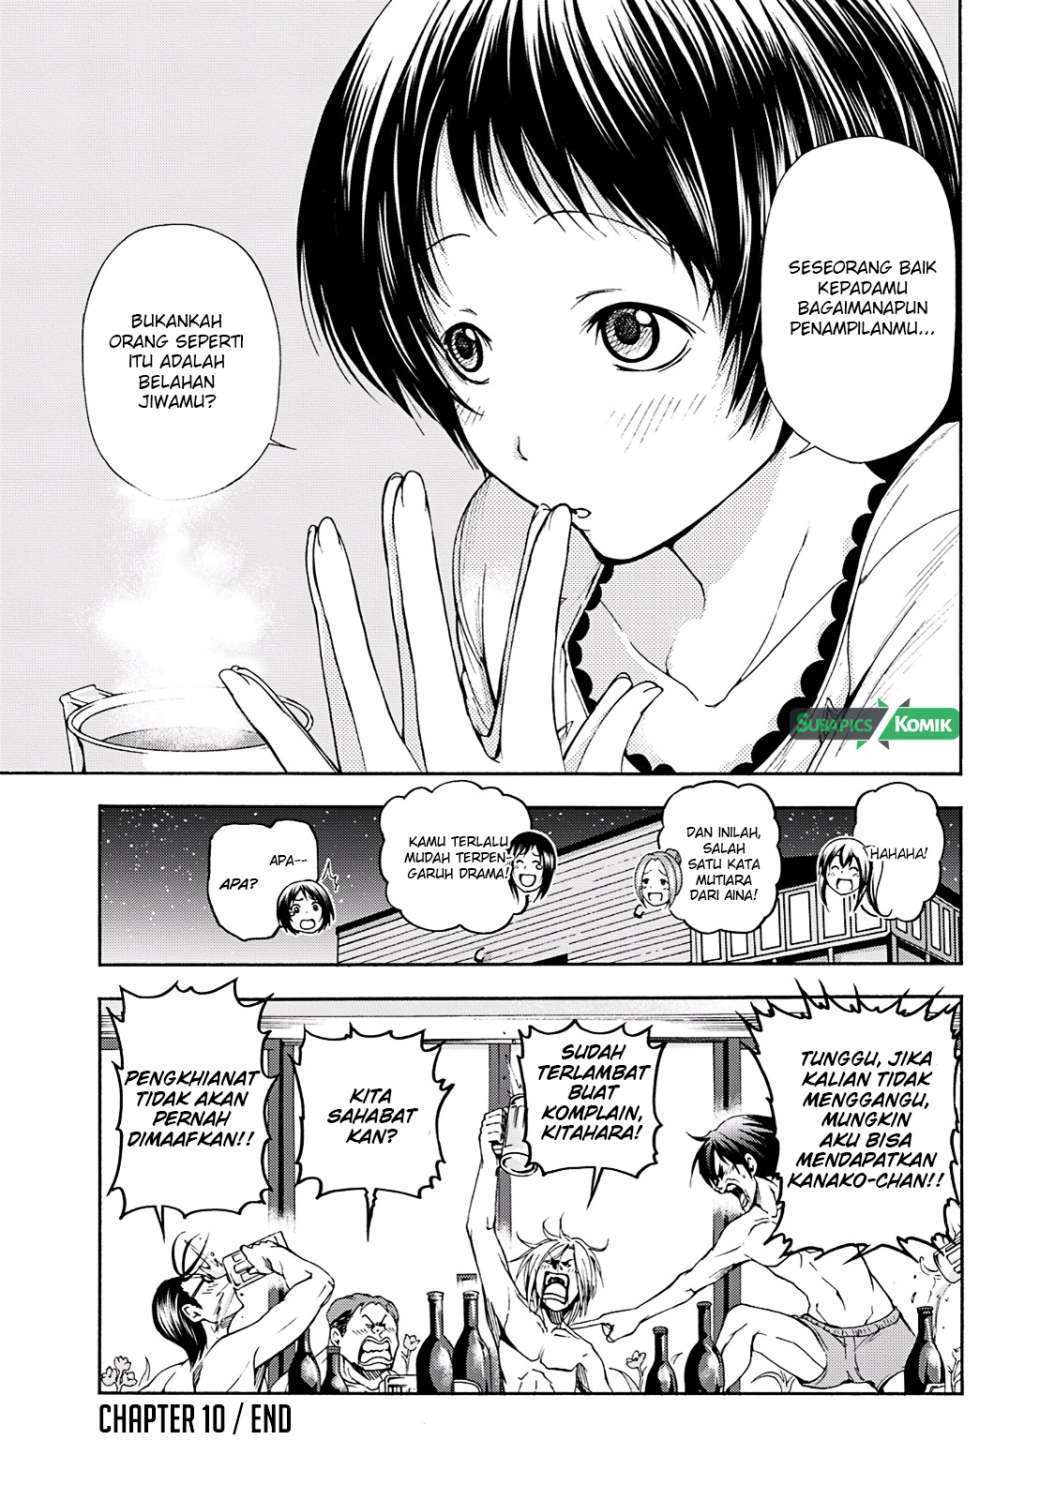 SESEORANG BAIK
KEPADAMU
BAGAIMANAPUN
PENAMPILANMU...
BUKANKAH
ORANG SEPERTI
ITU ADALAH
BELAHAN
JIWAMU?
SUBAPICS KOMIK
HAHAHA!
DAN INILAH,
SALAH
SATU KATA
MUTIARA
DARI AINA!
KAMU TERLALU
MUDAH TERPEN-
GARUH DRAMA!
APA--
APA?
TUNGGU, JIKA
KALIAN TIDAK
MENGGANGU,
MUNGKIN
AKU BISA
MENDAPATKAN
KANAKO-CHAN!!
SUDAH
TERLAMBAT
BUAT
KOMPLAIN,
KITAHARA!
KITA
SAHABAT
KAN?
PENGKHIANAT
TIDAK AKAN
PERNAH
DIMAAFKAN!!
CHAPTER 10 / END